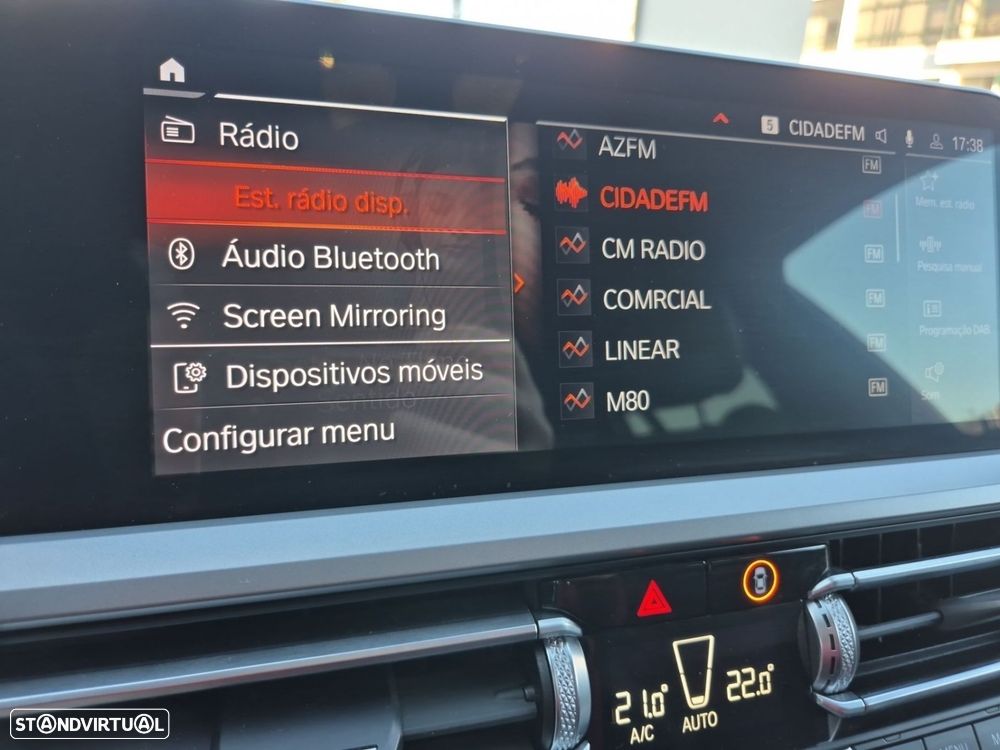 5 CIDADEFM 17:38
Rádio
Est. rádio disp.
Áudio Bluetooth
Screen Mirroring
Dispositivos móveis
Configurar menu
AZFM FM
CIDADEFM FM
CM RADIO FM
COMRCIAL FM
LINEAR FM
M80 FM
Mem. est. rádio
Pesquisa manual
Programação DAB
Som
21.0° 22.0°
A/C AUTO
MENU
STANDVIRTUAL